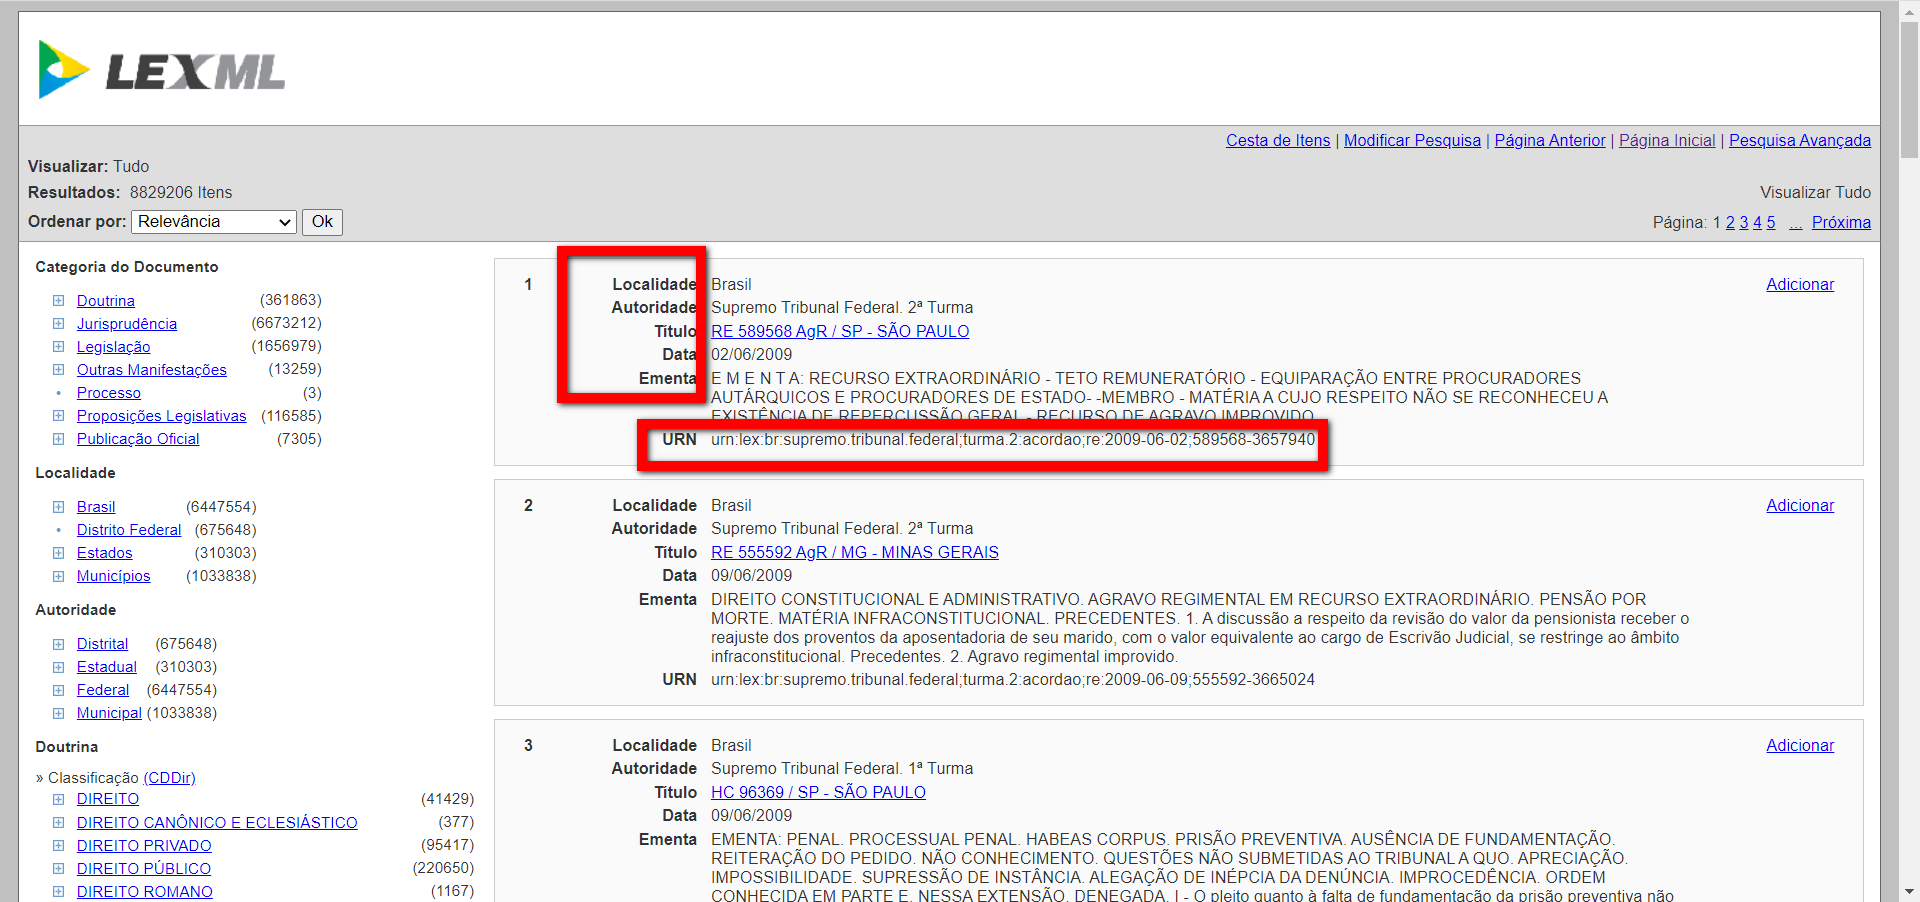 LEXML
Cesta de Itens | Modificar Pesquisa | Página Anterior | Página Inicial | Pesquisa Avançada
Visualizar: Tudo
Resultados: 8829206 Itens
Visualizar Tudo
Ordenar por: Relevância Ok
Página: 1 2 3 4 5 ... Próxima
Categoria do Documento
Doutrina (361863)
Jurisprudência (6673212)
Legislação (1656979)
Outras Manifestações (13259)
Processo (3)
Proposições Legislativas (116585)
Publicação Oficial (7305)
Localidade
Brasil (6447554)
Distrito Federal (675648)
Estados (310303)
Municípios (1033838)
Autoridade
Distrital (675648)
Estadual (310303)
Federal (6447554)
Municipal (1033838)
Doutrina
» Classificação (CDDir)
DIREITO (41429)
DIREITO CANÔNICO E ECLESIÁSTICO (377)
DIREITO PRIVADO (95417)
DIREITO PÚBLICO (220650)
DIREITO ROMANO (1167)
1 Localidade Brasil Adicionar
Autoridade Supremo Tribunal Federal. 2ª Turma
Título RE 589568 AgR / SP - SÃO PAULO
Data 02/06/2009
Ementa E M E N T A: RECURSO EXTRAORDINÁRIO - TETO REMUNERATÓRIO - EQUIPARAÇÃO ENTRE PROCURADORES
AUTÁRQUICOS E PROCURADORES DE ESTADO- -MEMBRO - MATÉRIA A CUJO RESPEITO NÃO SE RECONHECEU A
EXISTÊNCIA DE REPERCUSSÃO GERAL - RECURSO DE AGRAVO IMPROVIDO.
URN urn:lex:br:supremo.tribunal.federal;turma.2:acordao;re:2009-06-02;589568-3657940
2 Localidade Brasil Adicionar
Autoridade Supremo Tribunal Federal. 2ª Turma
Título RE 555592 AgR / MG - MINAS GERAIS
Data 09/06/2009
Ementa DIREITO CONSTITUCIONAL E ADMINISTRATIVO. AGRAVO REGIMENTAL EM RECURSO EXTRAORDINÁRIO. PENSÃO POR
MORTE. MATÉRIA INFRACONSTITUCIONAL. PRECEDENTES. 1. A discussão a respeito da revisão do valor da pensionista receber o
reajuste dos proventos da aposentadoria de seu marido, com o valor equivalente ao cargo de Escrivão Judicial, se restringe ao âmbito
infraconstitucional. Precedentes. 2. Agravo regimental improvido.
URN urn:lex:br:supremo.tribunal.federal;turma.2:acordao;re:2009-06-09;555592-3665024
3 Localidade Brasil Adicionar
Autoridade Supremo Tribunal Federal. 1ª Turma
Título HC 96369 / SP - SÃO PAULO
Data 09/06/2009
Ementa EMENTA: PENAL. PROCESSUAL PENAL. HABEAS CORPUS. PRISÃO PREVENTIVA. AUSÊNCIA DE FUNDAMENTAÇÃO.
REITERAÇÃO DO PEDIDO. NÃO CONHECIMENTO. QUESTÕES NÃO SUBMETIDAS AO TRIBUNAL A QUO. APRECIAÇÃO.
IMPOSSIBILIDADE. SUPRESSÃO DE INSTÂNCIA. ALEGAÇÃO DE INÉPCIA DA DENÚNCIA. IMPROCEDÊNCIA. ORDEM
CONHECIDA EM PARTE E, NESSA EXTENSÃO, DENEGADA. I - O pleito quanto à falta de fundamentação da prisão preventiva não